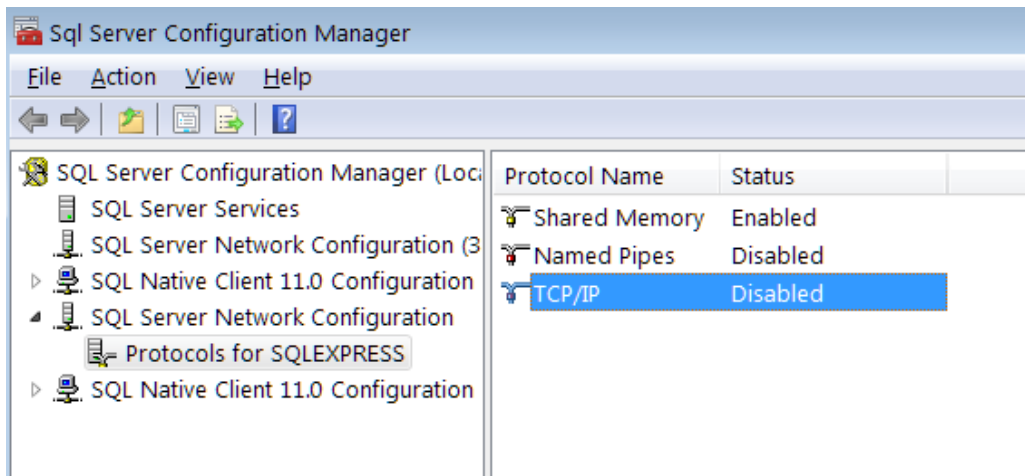 Sql Server Configuration Manager
File Action View Help
SQL Server Configuration Manager (Loca
SQL Server Services
SQL Server Network Configuration (3
SQL Native Client 11.0 Configuration
SQL Server Network Configuration
Protocols for SQLEXPRESS
SQL Native Client 11.0 Configuration
Protocol Name Status
Shared Memory Enabled
Named Pipes Disabled
TCP/IP Disabled